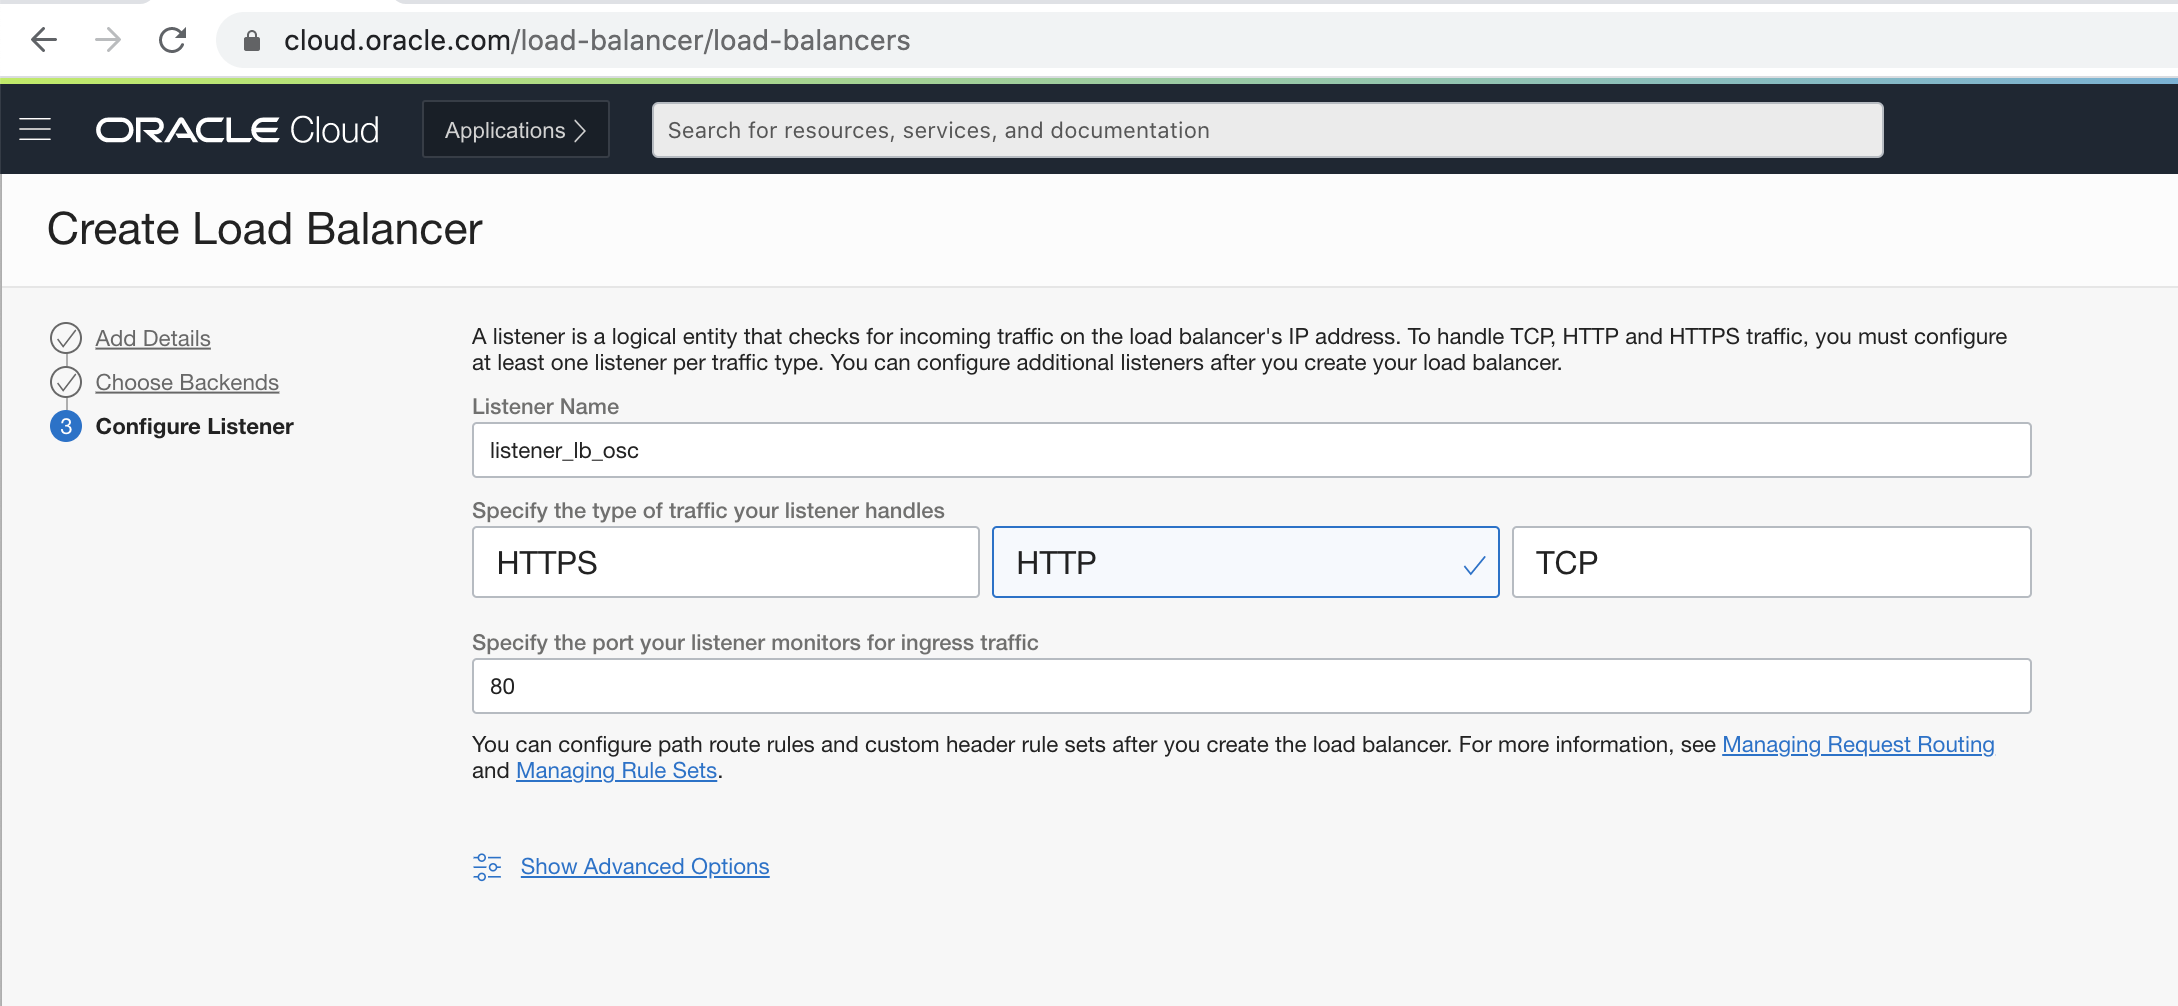 cloud.oracle.com/load-balancer/load-balancers
ORACLE Cloud
Applications
Search for resources, services, and documentation
Create Load Balancer
Add Details
Choose Backends
3 Configure Listener
A listener is a logical entity that checks for incoming traffic on the load balancer's IP address. To handle TCP, HTTP and HTTPS traffic, you must configure
at least one listener per traffic type. You can configure additional listeners after you create your load balancer.
Listener Name
listener_lb_osc
Specify the type of traffic your listener handles
HTTPS
HTTP
TCP
Specify the port your listener monitors for ingress traffic
80
You can configure path route rules and custom header rule sets after you create the load balancer. For more information, see Managing Request Routing
and Managing Rule Sets.
Show Advanced Options